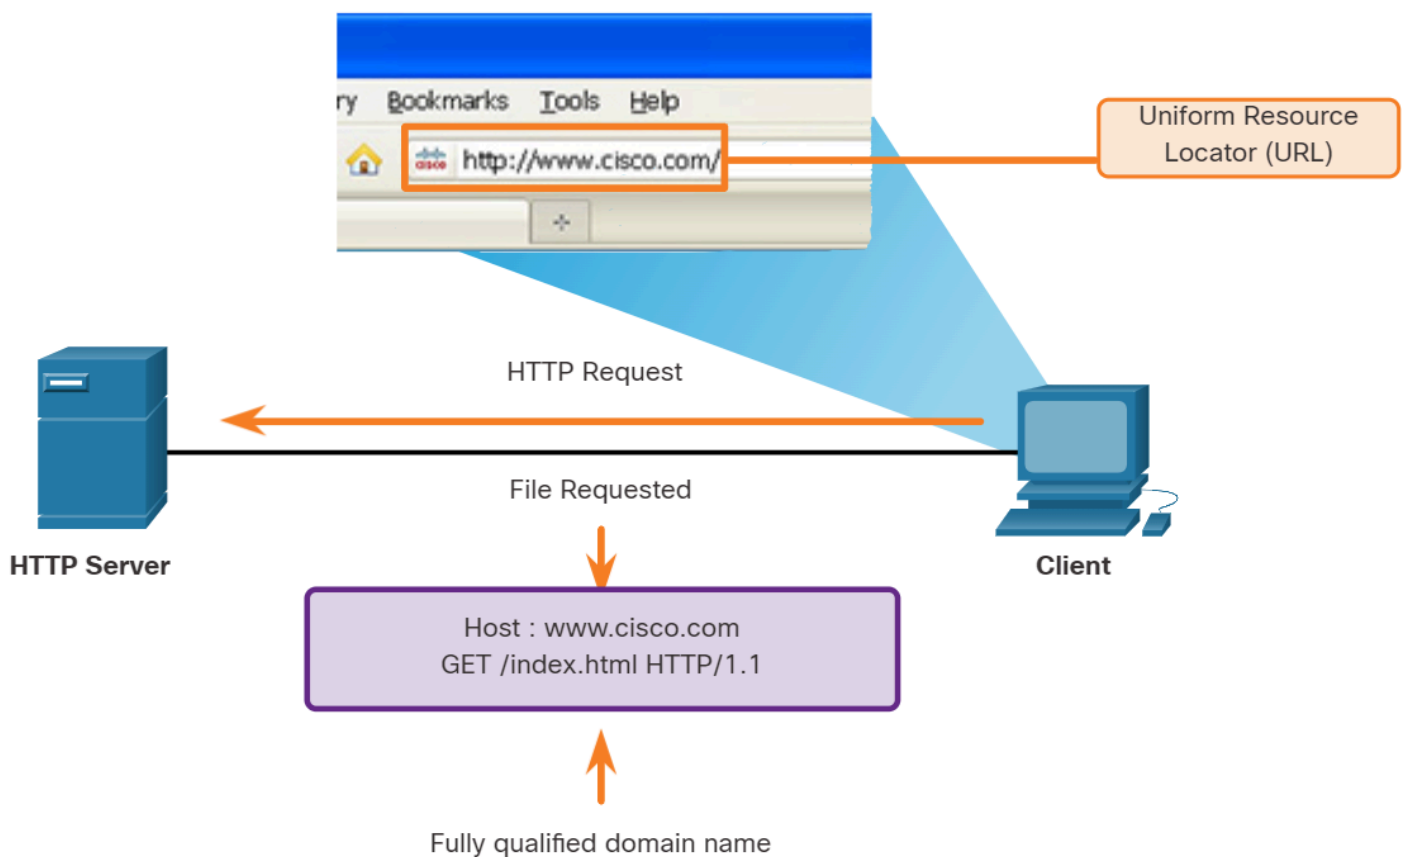 ry Bookmarks Tools Help
cisco http://www.cisco.com/
Uniform Resource
Locator (URL)
HTTP Request
File Requested
HTTP Server
Client
Host : www.cisco.com
GET /index.html HTTP/1.1
Fully qualified domain name